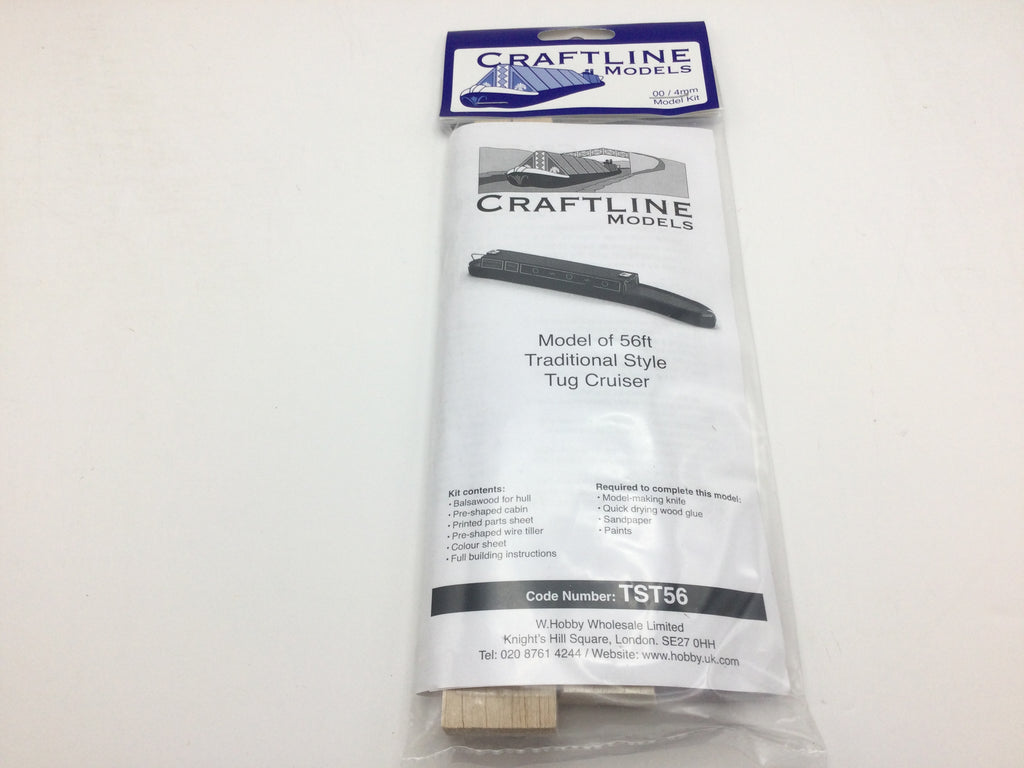 CRAFTLINE
MODELS
00 / 4mm
Model Kit
CRAFTLINE
MODELS
Model of 56ft
Traditional Style
Tug Cruiser
Kit contents:
• Balsawood for hull
• Pre-shaped cabin
• Printed parts sheet
• Pre-shaped wire tiller
• Colour sheet
• Full building instructions
Required to complete this model:
• Model-making knife
• Quick drying wood glue
• Sandpaper
• Paints
Code Number: TST56
W.Hobby Wholesale Limited
Knight's Hill Square, London. SE27 0HH
Tel: 020 8761 4244 / Website: www.hobby.uk.com